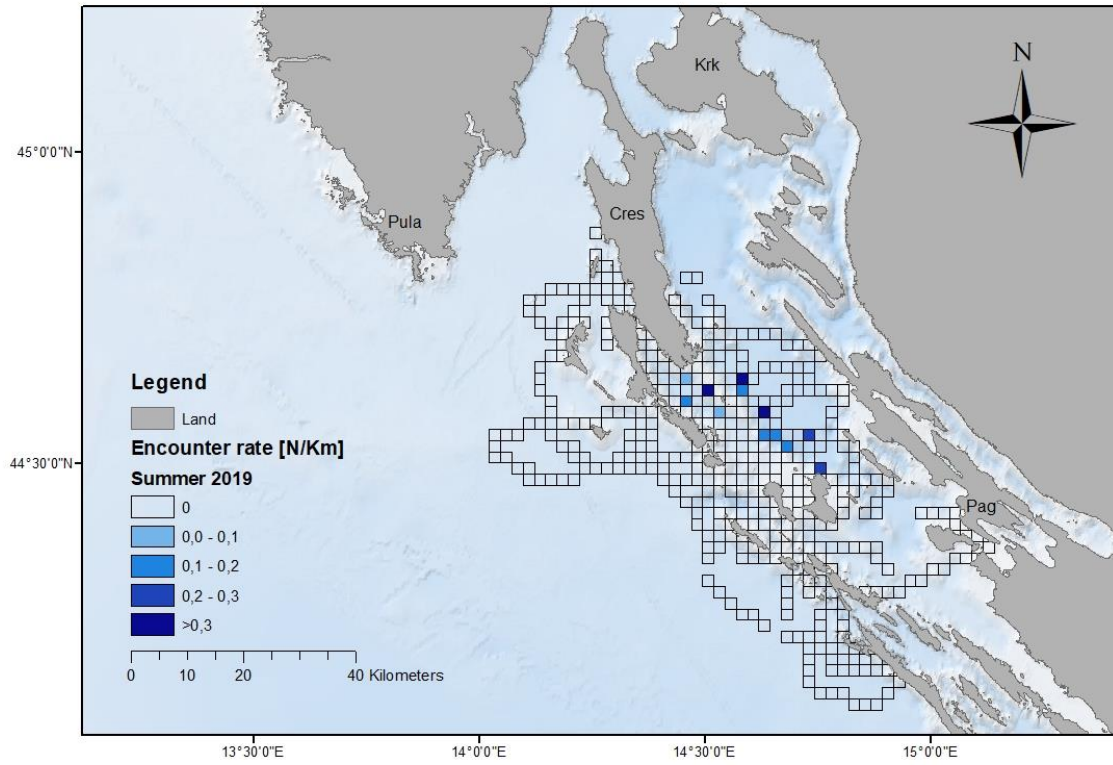 Krk
N
45°0'0"N
Pula
Cres
Legend
Land
Encounter rate [N/Km]
Summer 2019
0
0,0 - 0,1
0,1 - 0,2
0,2 - 0,3
>0,3
44°30'0"N
Pag
0 10 20 40 Kilometers
13°30'0"E 14°0'0"E 14°30'0"E 15°0'0"E